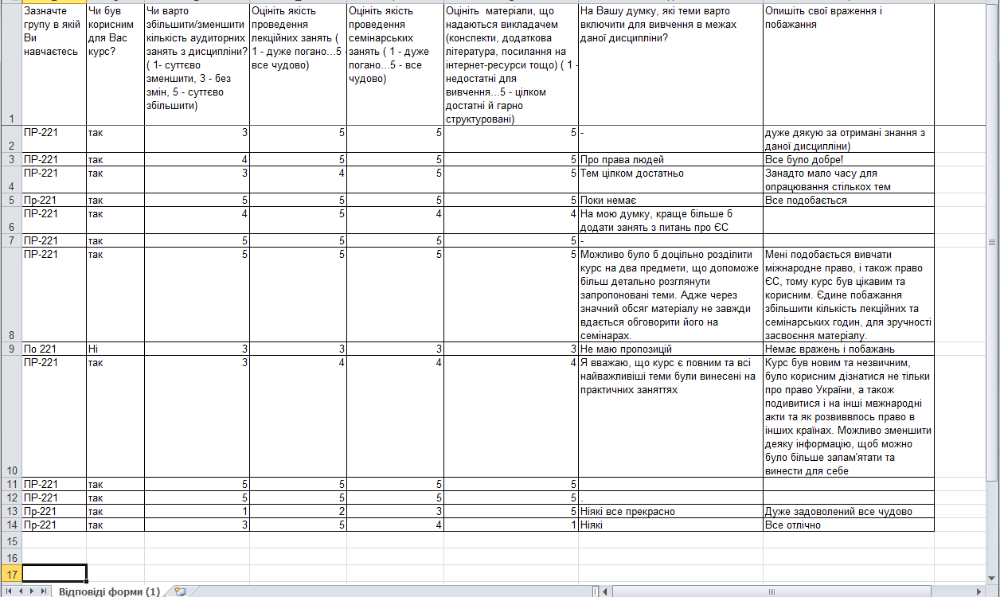 Зазначте групу в якій Ви навчаєтесь
Чи був корисним для Вас курс?
Чи варто збільшити/зменшити кількість аудиторних занять з дисципліни? ( 1- суттєво зменшити, 3 - без змін, 5 - суттєво збільшити)
Оцініть якість проведення лекційних занять ( 1 - дуже погано...5 - все чудово)
Оцініть якість проведення семінарських занять ( 1 - дуже погано...5 - все чудово)
Оцініть матеріали, що надаються викладачем (конспекти, додаткова література, посилання на інтернет-ресурси тощо) ( 1 - недостатні для вивчення...5 - цілком достатні й гарно структуровані)
На Вашу думку, які теми варто включити для вивчення в межах даної дисципліни?
Опишіть свої враження і побажання
1
2 ПР-221 так 3 5 5 5 - дуже дякую за отримані знання з даної дисципліни)
3 ПР-221 так 4 5 5 5 Про права людей Все було добре!
4 ПР-221 так 3 4 5 5 Тем цілком достатньо Занадто мало часу для опрацювання стількох тем
5 Пр-221 так 5 5 5 5 Поки немає Все подобається
6 ПР-221 так 4 5 4 4 На мою думку, краще більше б додати занять з питань про ЄС
7 ПР-221 так 5 5 5 5 -
8 ПР-221 так 5 5 5 5 Можливо було б доцільно розділити курс на два предмети, що допоможе більш детально розглянути запропоновані теми. Адже через значний обсяг матеріалу не завжди вдається обговорити його на семінарах. Мені подобається вивчати міжнародне право, і також право ЄС, тому курс був цікавим та корисним. Єдине побажання збільшити кількість лекційних та семінарських годин, для зручності засвоєння матеріалу.
9 По 221 Ні 3 3 3 3 Не маю пропозицій Немає вражень і побажань
10 ПР-221 так 3 4 4 4 Я вважаю, що курс є повним та всі найважливіші теми були винесені на практичних заняттях Курс був новим та незвичним, було корисним дізнатися не тільки про право України, а також подивитися і на інші мвжнародні акти та як розвиввлось право в інших країнах. Можливо зменшити деяку інформацію, щоб можно було більше запам'ятати та винести для себе
11 ПР-221 так 5 5 5 5
12 ПР-221 так 5 5 5 5 .
13 Пр-221 так 1 2 3 5 Ніякі все прекрасно Дуже задоволений все чудово
14 Пр-221 так 3 5 4 1 Ніякі Все отлічно
15
16
17
Відповіді форми (1)